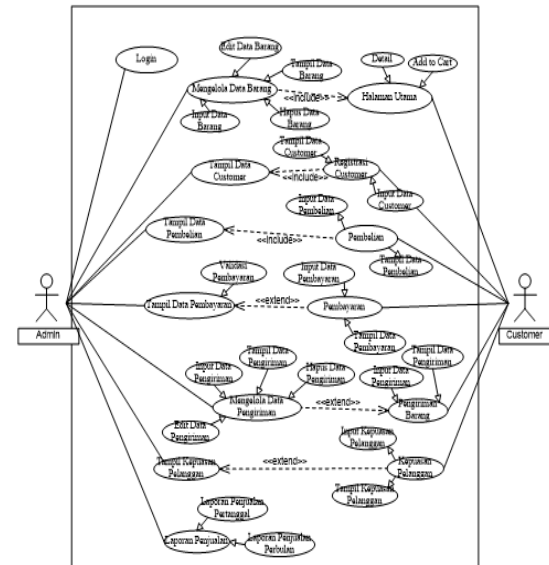 Login
Edit Data Barang
Tampil Data
Barang
Mengelola Data Barang
<<include>>
Input Data
Barang
Hapus Data
Barang
Detail
Add to Cart
Halaman Utama
Tampil Data
Customer
Tampil Data
Customer
<<include>>
Registrasi
Customer
Input Data
Customer
Input Data
Pembelian
Tampil Data
Pembelian
<<include>>
Pembelian
Tampil Data
Pembelian
Validasi
Pembayaran
Input Data
Pembayaran
Admin
Tampil Data Pembayaran
<<extend>>
Pembayaran
Customer
Tampil Data
Pembayaran
Input Data
Pengiriman
Tampil Data
Pengiriman
Hapus Data
Pengiriman
Input Data
Pengiriman
Tampil Data
Pengiriman
Mengelola Data
Pengiriman
<<extend>>
Pengiriman
Barang
Edit Data
Pengiriman
Input Kepuasan
Pelanggan
Tampil Kepuasan
Pelanggan
<<extend>>
Kepuasan
Pelanggan
Tampil Kepuasan
Pelanggan
Laporan Penjualan
Pertanggal
Laporan Penjualan
Laporan Penjualan
Perbulan